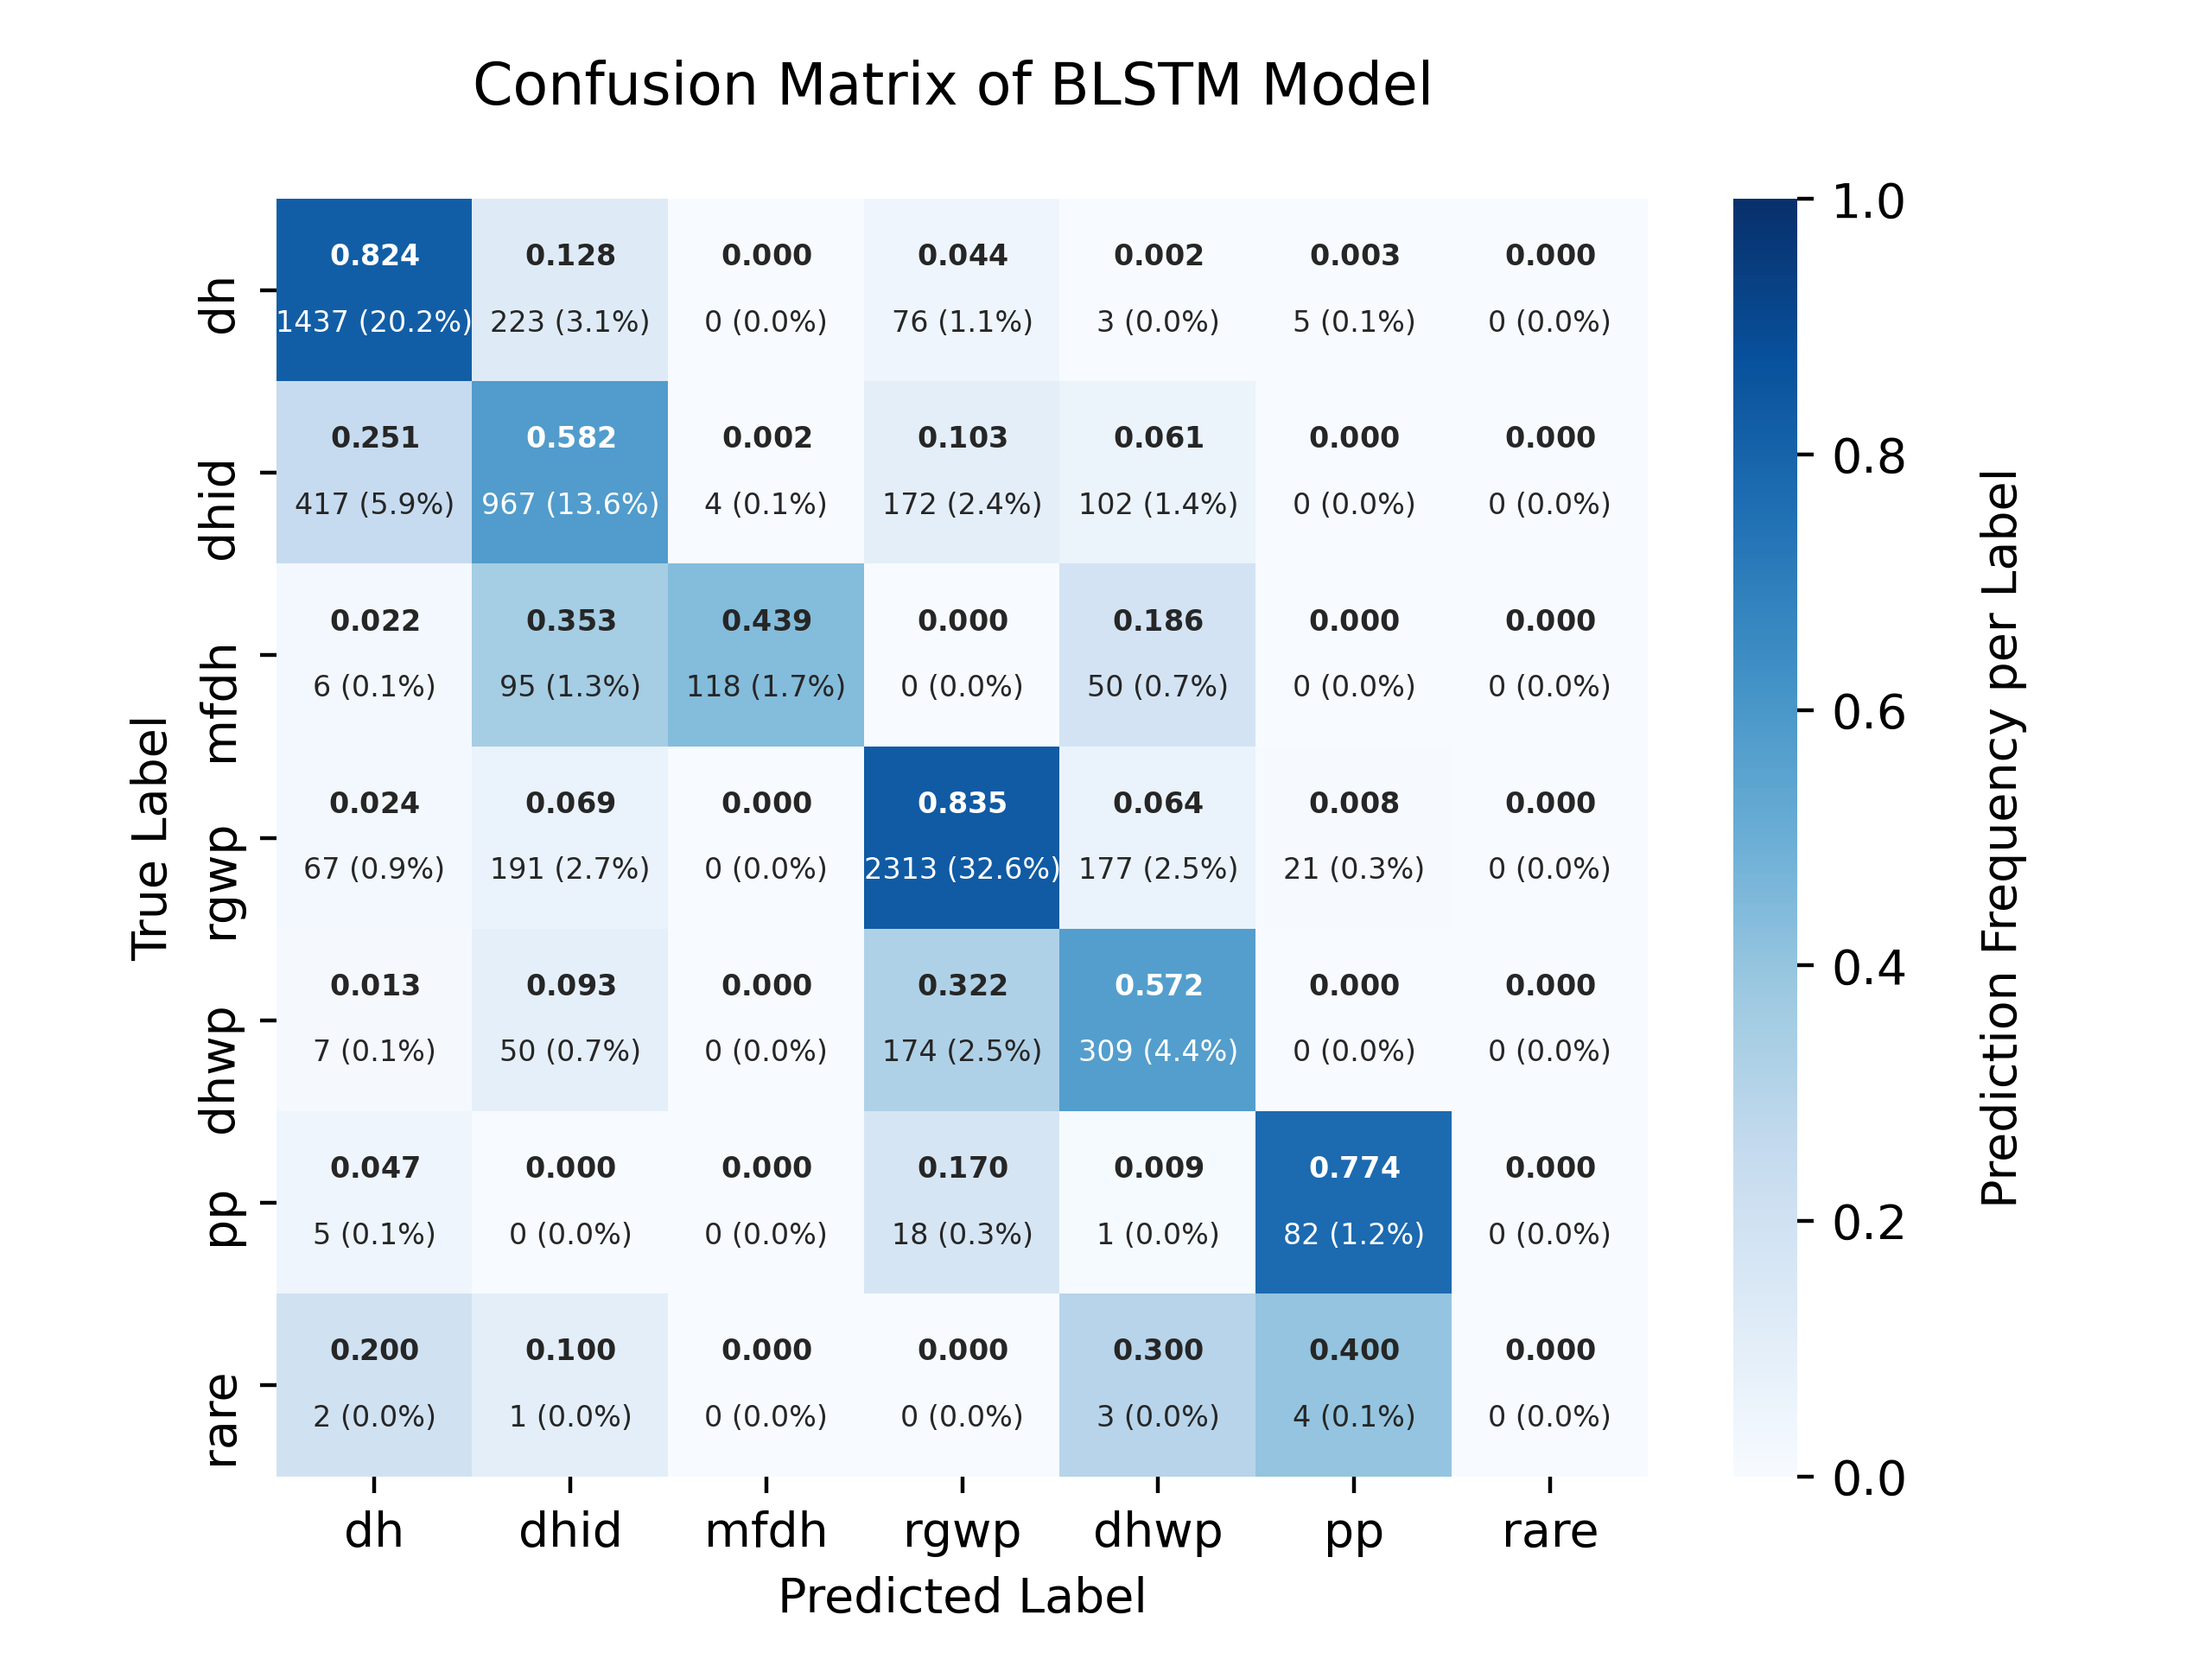 Confusion Matrix of BLSTM Model
0.824 0.128 0.000 0.044 0.002 0.003 0.000
1437 (20.2%) 223 (3.1%) 0 (0.0%) 76 (1.1%) 3 (0.0%) 5 (0.1%) 0 (0.0%)
0.251 0.582 0.002 0.103 0.061 0.000 0.000
417 (5.9%) 967 (13.6%) 4 (0.1%) 172 (2.4%) 102 (1.4%) 0 (0.0%) 0 (0.0%)
0.022 0.353 0.439 0.000 0.186 0.000 0.000
6 (0.1%) 95 (1.3%) 118 (1.7%) 0 (0.0%) 50 (0.7%) 0 (0.0%) 0 (0.0%)
0.024 0.069 0.000 0.835 0.064 0.008 0.000
67 (0.9%) 191 (2.7%) 0 (0.0%) 2313 (32.6%) 177 (2.5%) 21 (0.3%) 0 (0.0%)
0.013 0.093 0.000 0.322 0.572 0.000 0.000
7 (0.1%) 50 (0.7%) 0 (0.0%) 174 (2.5%) 309 (4.4%) 0 (0.0%) 0 (0.0%)
0.047 0.000 0.000 0.170 0.009 0.774 0.000
5 (0.1%) 0 (0.0%) 0 (0.0%) 18 (0.3%) 1 (0.0%) 82 (1.2%) 0 (0.0%)
0.200 0.100 0.000 0.000 0.300 0.400 0.000
2 (0.0%) 1 (0.0%) 0 (0.0%) 0 (0.0%) 3 (0.0%) 4 (0.1%) 0 (0.0%)
dh
dhid
mfdh
rgwp
dhwp
pp
rare
True Label
dh dhid mfdh rgwp dhwp pp rare
Predicted Label
1.0
0.8
0.6
0.4
0.2
0.0
Prediction Frequency per Label